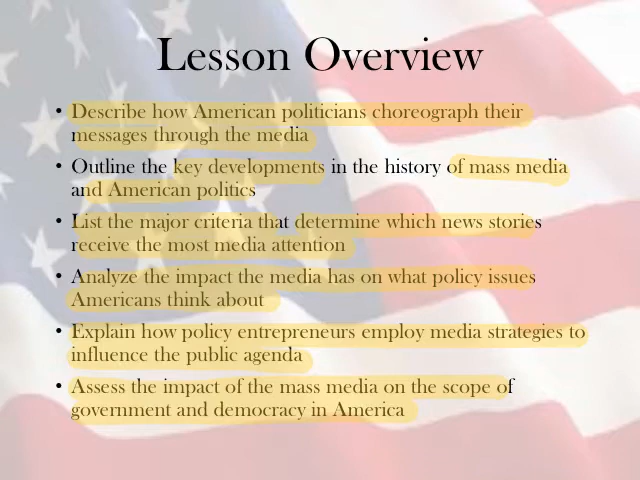 Lesson Overview
• Describe how American politicians choreograph their
messages through the media
• Outline the key developments in the history of mass media
and American politics
• List the major criteria that determine which news stories
receive the most media attention
• Analyze the impact the media has on what policy issues
Americans think about
• Explain how policy entrepreneurs employ media strategies to
influence the public agenda
• Assess the impact of the mass media on the scope of
government and democracy in America